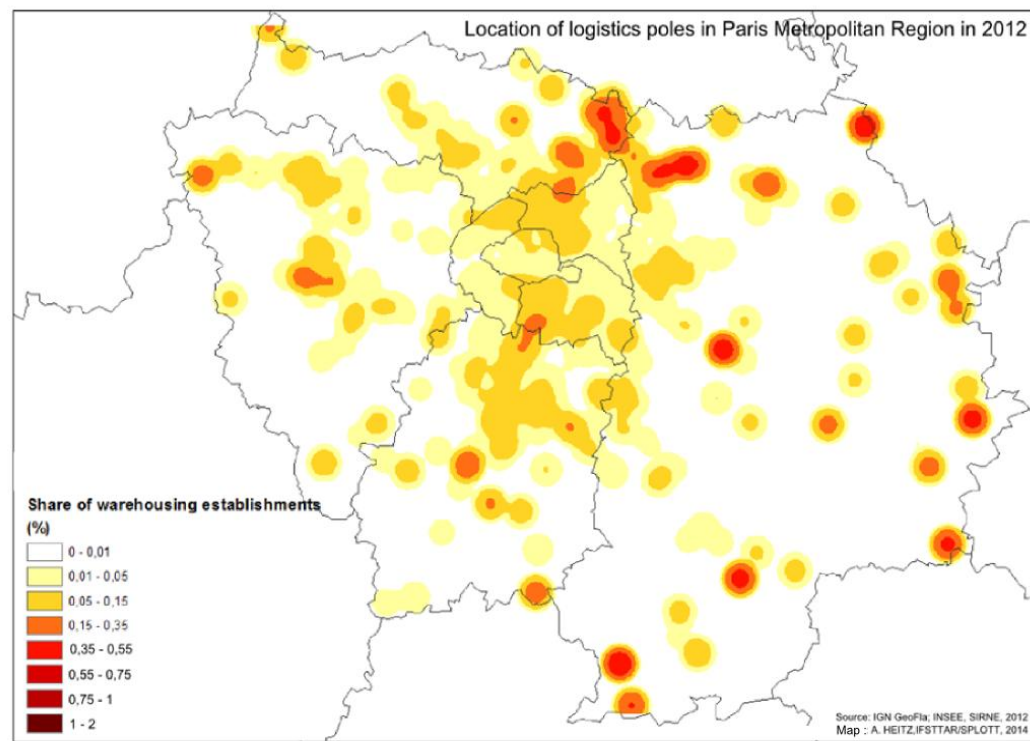 Location of logistics poles in Paris Metropolitan Region in 2012
Share of warehousing establishments
(%)
0 - 0,01
0,01 - 0,05
0,05 - 0,15
0,15 - 0,35
0,35 - 0,55
0,55 - 0,75
0,75 - 1
1 - 2
Source: IGN GeoFla; INSEE, SIRNE, 2012
Map : A. HEITZ,IFSTTAR/SPLOTT, 2014